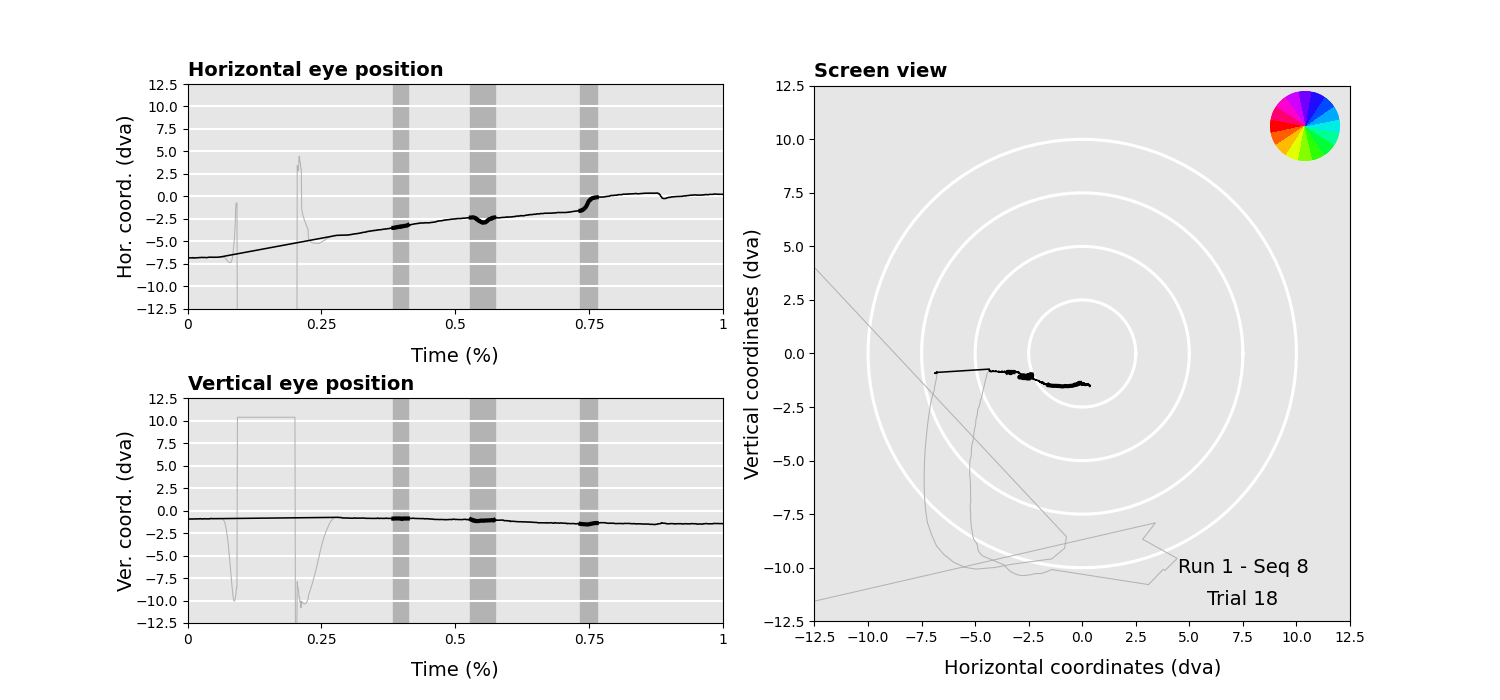 Horizontal eye position
Hor. coord. (dva)
12.5
10.0
7.5
5.0
2.5
0.0
−2.5
−5.0
−7.5
−10.0
−12.5
0 0.25 0.5 0.75 1
Time (%)
Vertical eye position
Ver. coord. (dva)
12.5
10.0
7.5
5.0
2.5
0.0
−2.5
−5.0
−7.5
−10.0
−12.5
0 0.25 0.5 0.75 1
Time (%)
Screen view
Vertical coordinates (dva)
12.5
10.0
7.5
5.0
2.5
0.0
−2.5
−5.0
−7.5
−10.0
−12.5
Run 1 - Seq 8
Trial 18
−12.5 −10.0 −7.5 −5.0 −2.5 0.0 2.5 5.0 7.5 10.0 12.5
Horizontal coordinates (dva)